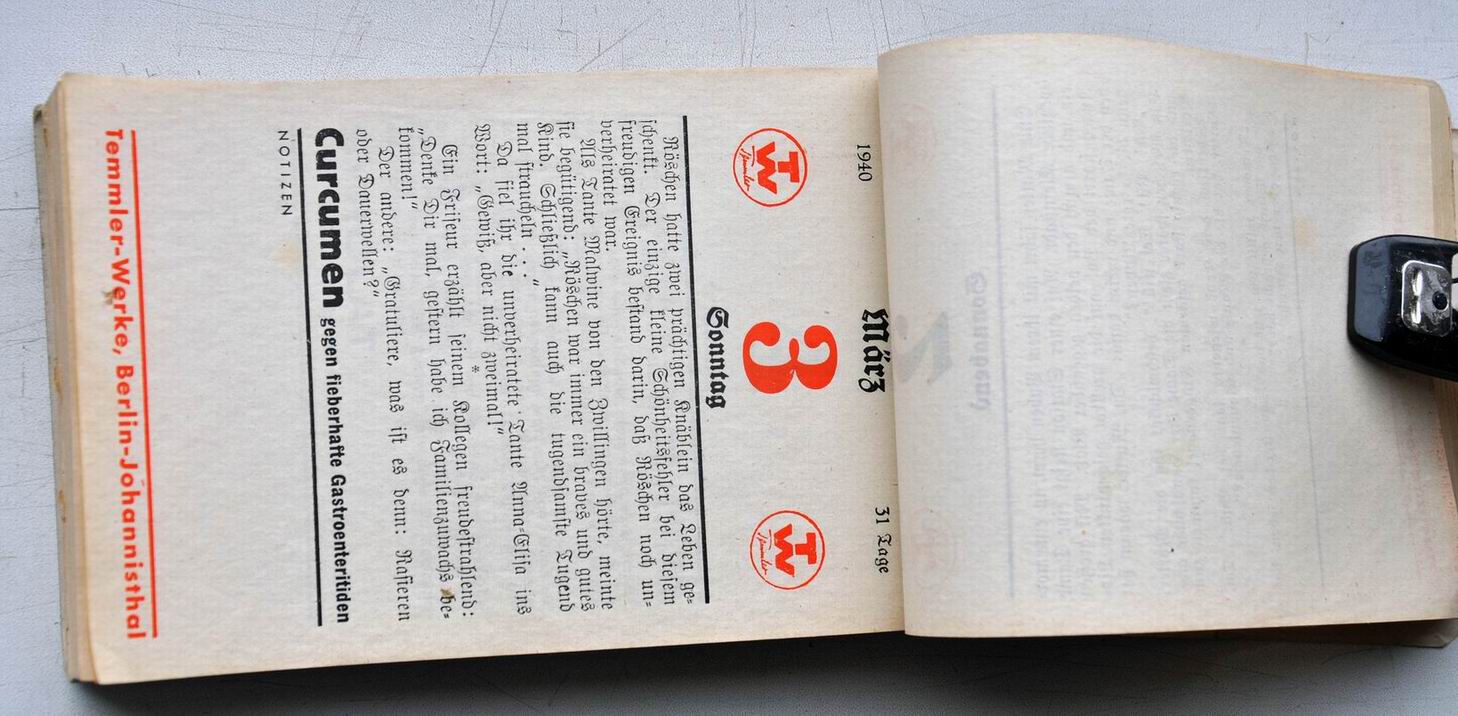 1940 März 31 Tage
TW Temmler 3 TW Temmler
Sonntag
Röschen hatte zwei prächtigen Knäblein das Leben ge-
schenkt. Der einzige kleine Schönheitsfehler bei diesem
freudigen Ereignis bestand darin, daß Röschen noch un-
verheiratet war.
Als Tante Malwine von den Zwillingen hörte, meinte
sie begütigend: „Röschen war immer ein braves und gutes
Kind. Schließlich kann auch die tugendsamste Tugend
mal straucheln . . .“
Da fiel ihr die unverheiratete Tante Anna-Elisa ins
Wort: „Gewiß, aber nicht zweimal!“
*
Ein Friseur erzählt seinem Kollegen freudestrahlend:
„Denke Dir mal, gestern habe ich Familienzuwachs be-
kommen!“
Der andere: „Gratuliere, was ist es denn: Rasieren
oder Dauerwellen?“
Curcumen gegen fieberhafte Gastroenteritiden
NOTIZEN
Temmler-Werke, Berlin-Johannisthal